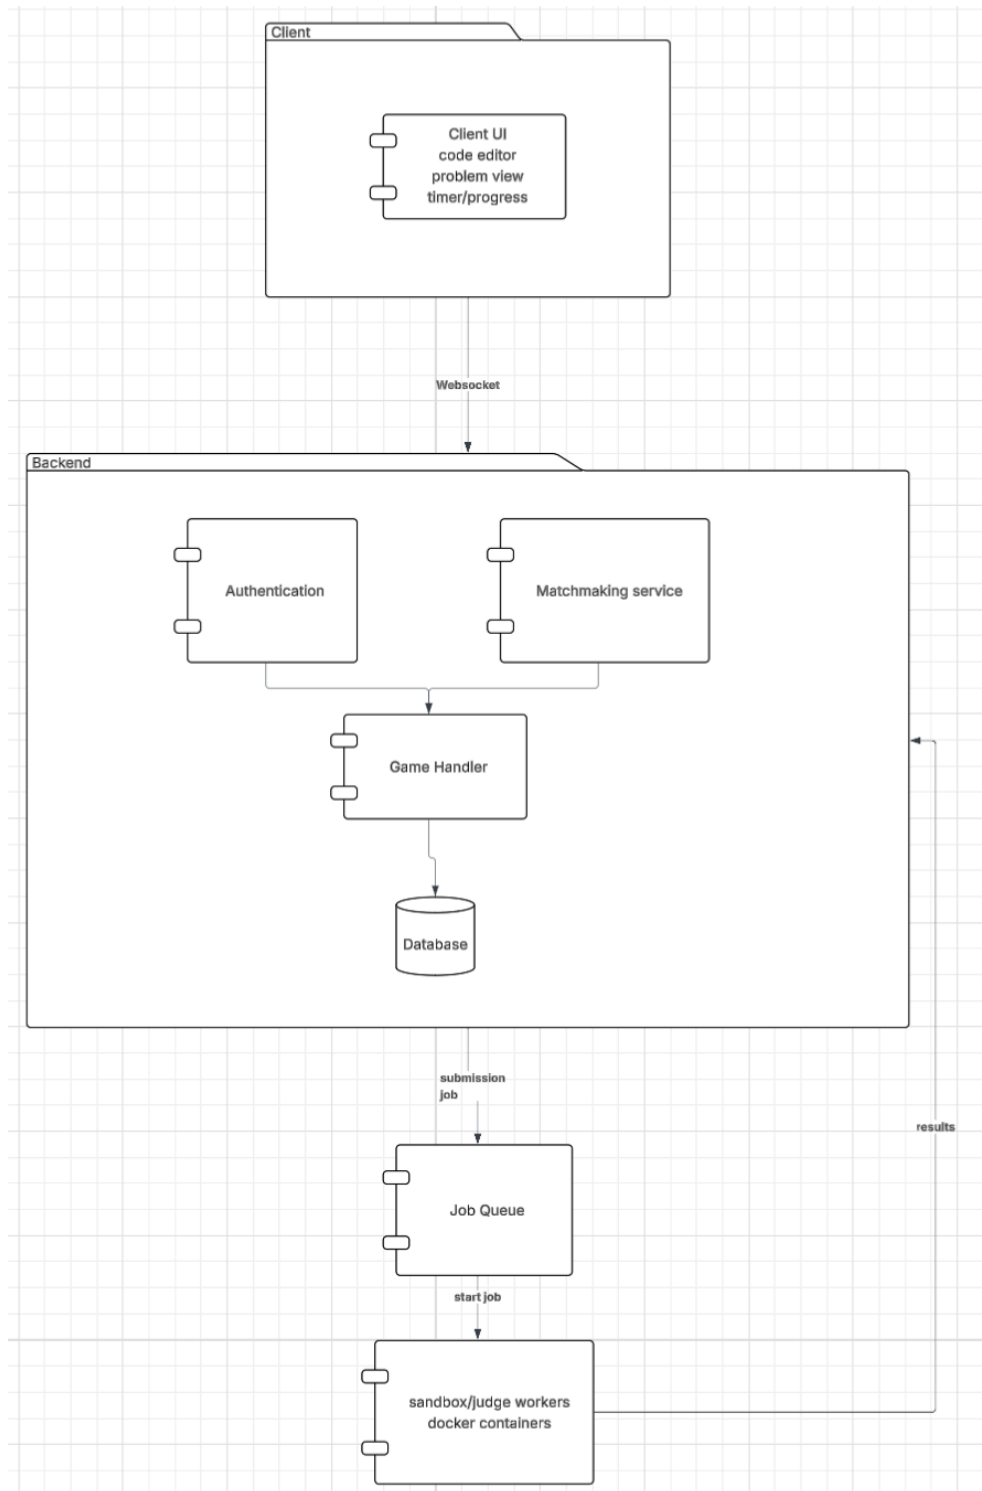 Client
Client UI
code editor
problem view
timer/progress
Websocket
Backend
Authentication
Matchmaking service
Game Handler
Database
submission
job
results
Job Queue
start job
sandbox/judge workers
docker containers